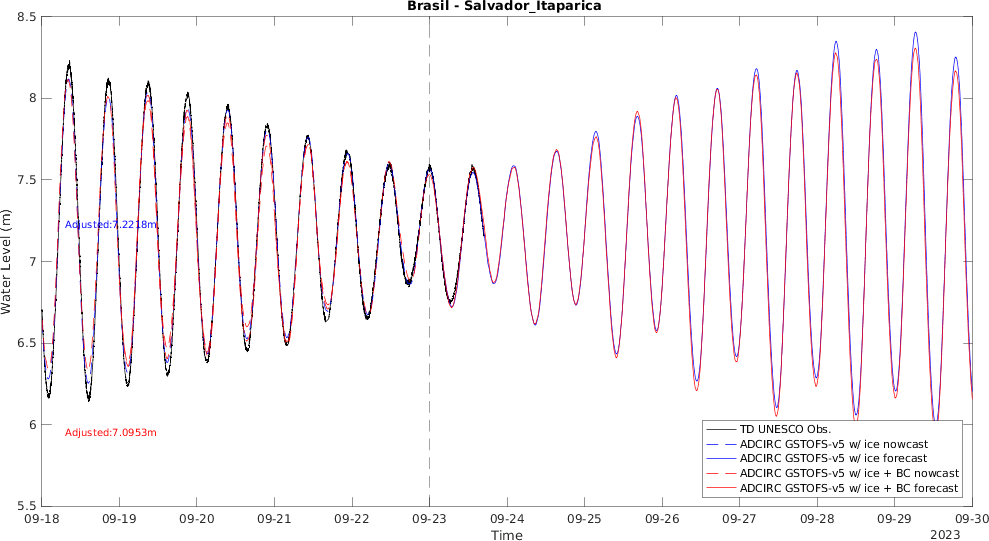 Brasil - Salvador_Itaparica
8.5
8
7.5
7
6.5
6
5.5
Water Level (m)
Adjusted:7.2218m
Adjusted:7.0953m
TD UNESCO Obs.
ADCIRC GSTOFS-v5 w/ ice nowcast
ADCIRC GSTOFS-v5 w/ ice forecast
ADCIRC GSTOFS-v5 w/ ice + BC nowcast
ADCIRC GSTOFS-v5 w/ ice + BC forecast
09-18 09-19 09-20 09-21 09-22 09-23 09-24 09-25 09-26 09-27 09-28 09-29 09-30
Time 2023